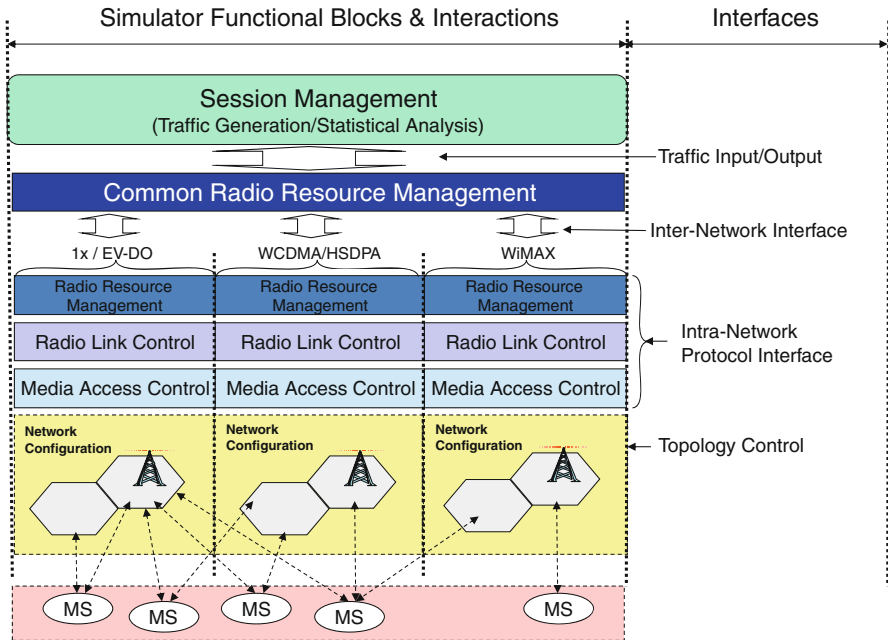 Simulator Functional Blocks & Interactions
Interfaces
Session Management
(Traffic Generation/Statistical Analysis)
Traffic Input/Output
Common Radio Resource Management
Inter-Network Interface
1x / EV-DO
WCDMA/HSDPA
WiMAX
Radio Resource
Management
Radio Resource
Management
Radio Resource
Management
Radio Link Control
Radio Link Control
Radio Link Control
Intra-Network
Protocol Interface
Media Access Control
Media Access Control
Media Access Control
Network
Configuration
Network
Configuration
Network
Configuration
Topology Control
MS
MS
MS
MS
MS